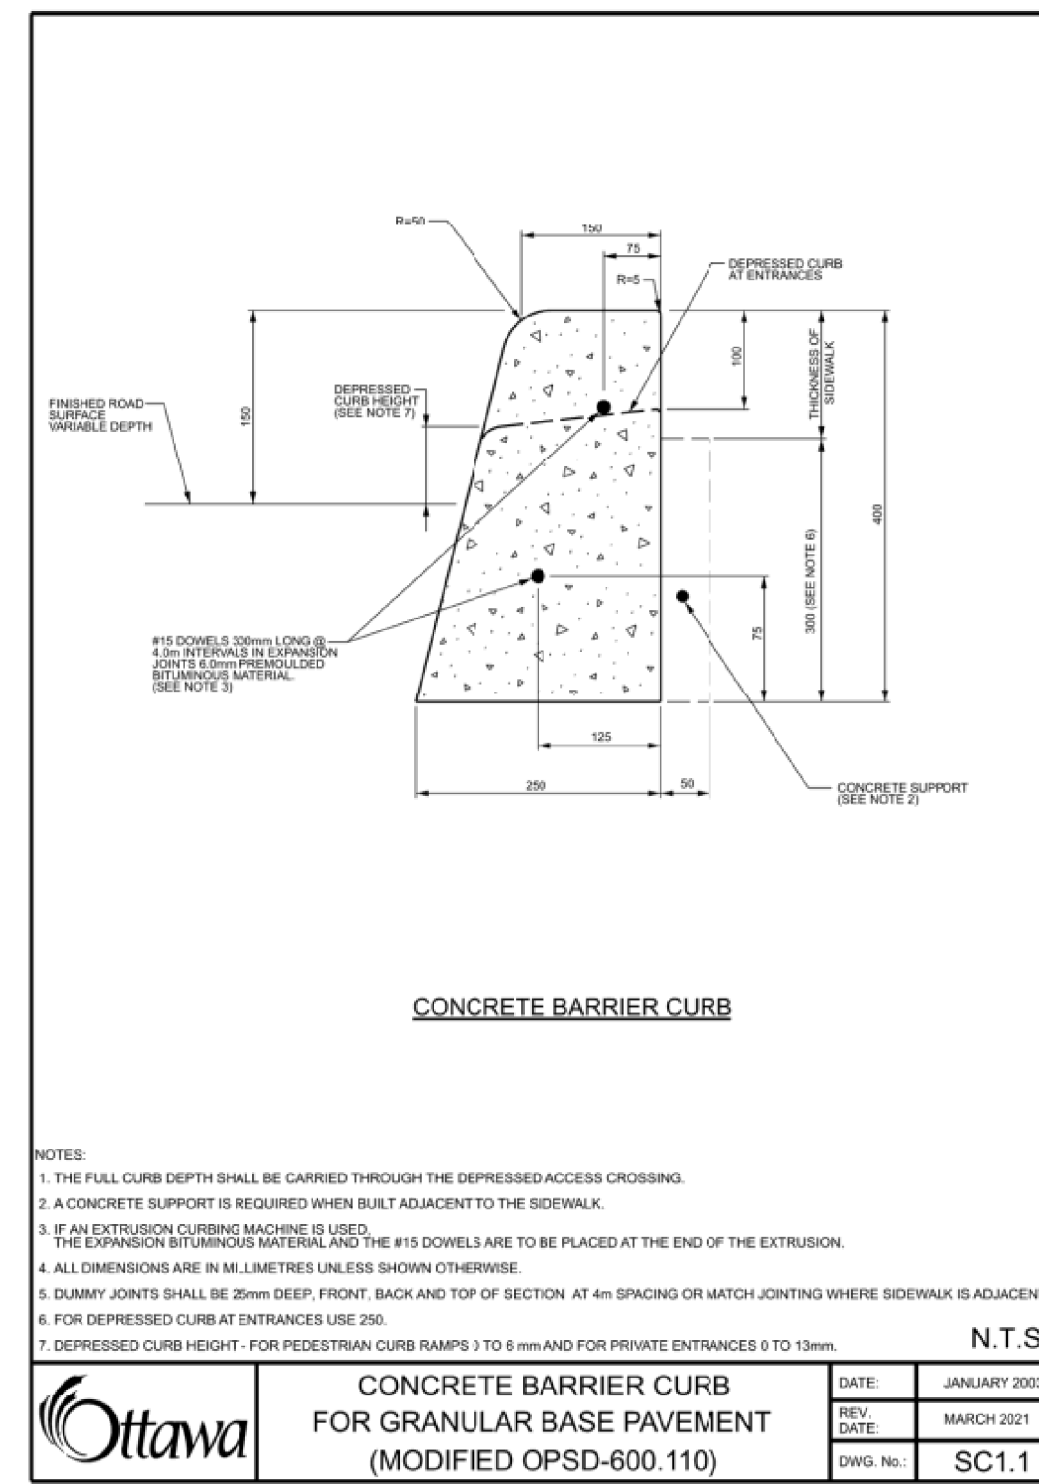 R=50
150
75
R=5
DEPRESSED CURB
AT ENTRANCES
150
100
THICKNESS OF
SIDEWALK
DEPRESSED
CURB HEIGHT
(SEE NOTE 7)
FINISHED ROAD
SURFACE
VARIABLE DEPTH
400
300 (SEE NOTE 6)
75
#15 DOWELS 300mm LONG @
4.0m INTERVALS IN EXPANSION
JOINTS 6.0mm PREMOULDED
BITUMINOUS MATERIAL.
(SEE NOTE 3)
125
250
50
CONCRETE SUPPORT
(SEE NOTE 2)
CONCRETE BARRIER CURB
NOTES:
1. THE FULL CURB DEPTH SHALL BE CARRIED THROUGH THE DEPRESSED ACCESS CROSSING.
2. A CONCRETE SUPPORT IS REQUIRED WHEN BUILT ADJACENT TO THE SIDEWALK.
3. IF AN EXTRUSION CURBING MACHINE IS USED,
THE EXPANSION BITUMINOUS MATERIAL AND THE #15 DOWELS ARE TO BE PLACED AT THE END OF THE EXTRUSION.
4. ALL DIMENSIONS ARE IN MILLIMETRES UNLESS SHOWN OTHERWISE.
5. DUMMY JOINTS SHALL BE 25mm DEEP, FRONT, BACK AND TOP OF SECTION AT 4m SPACING OR MATCH JOINTING WHERE SIDEWALK IS ADJACEN
6. FOR DEPRESSED CURB AT ENTRANCES USE 250.
7. DEPRESSED CURB HEIGHT - FOR PEDESTRIAN CURB RAMPS 0 TO 6 mm AND FOR PRIVATE ENTRANCES 0 TO 13mm.
N.T.S
Ottawa
CONCRETE BARRIER CURB
FOR GRANULAR BASE PAVEMENT
(MODIFIED OPSD-600.110)
DATE: JANUARY 2003
REV. DATE: MARCH 2021
DWG. No.: SC1.1